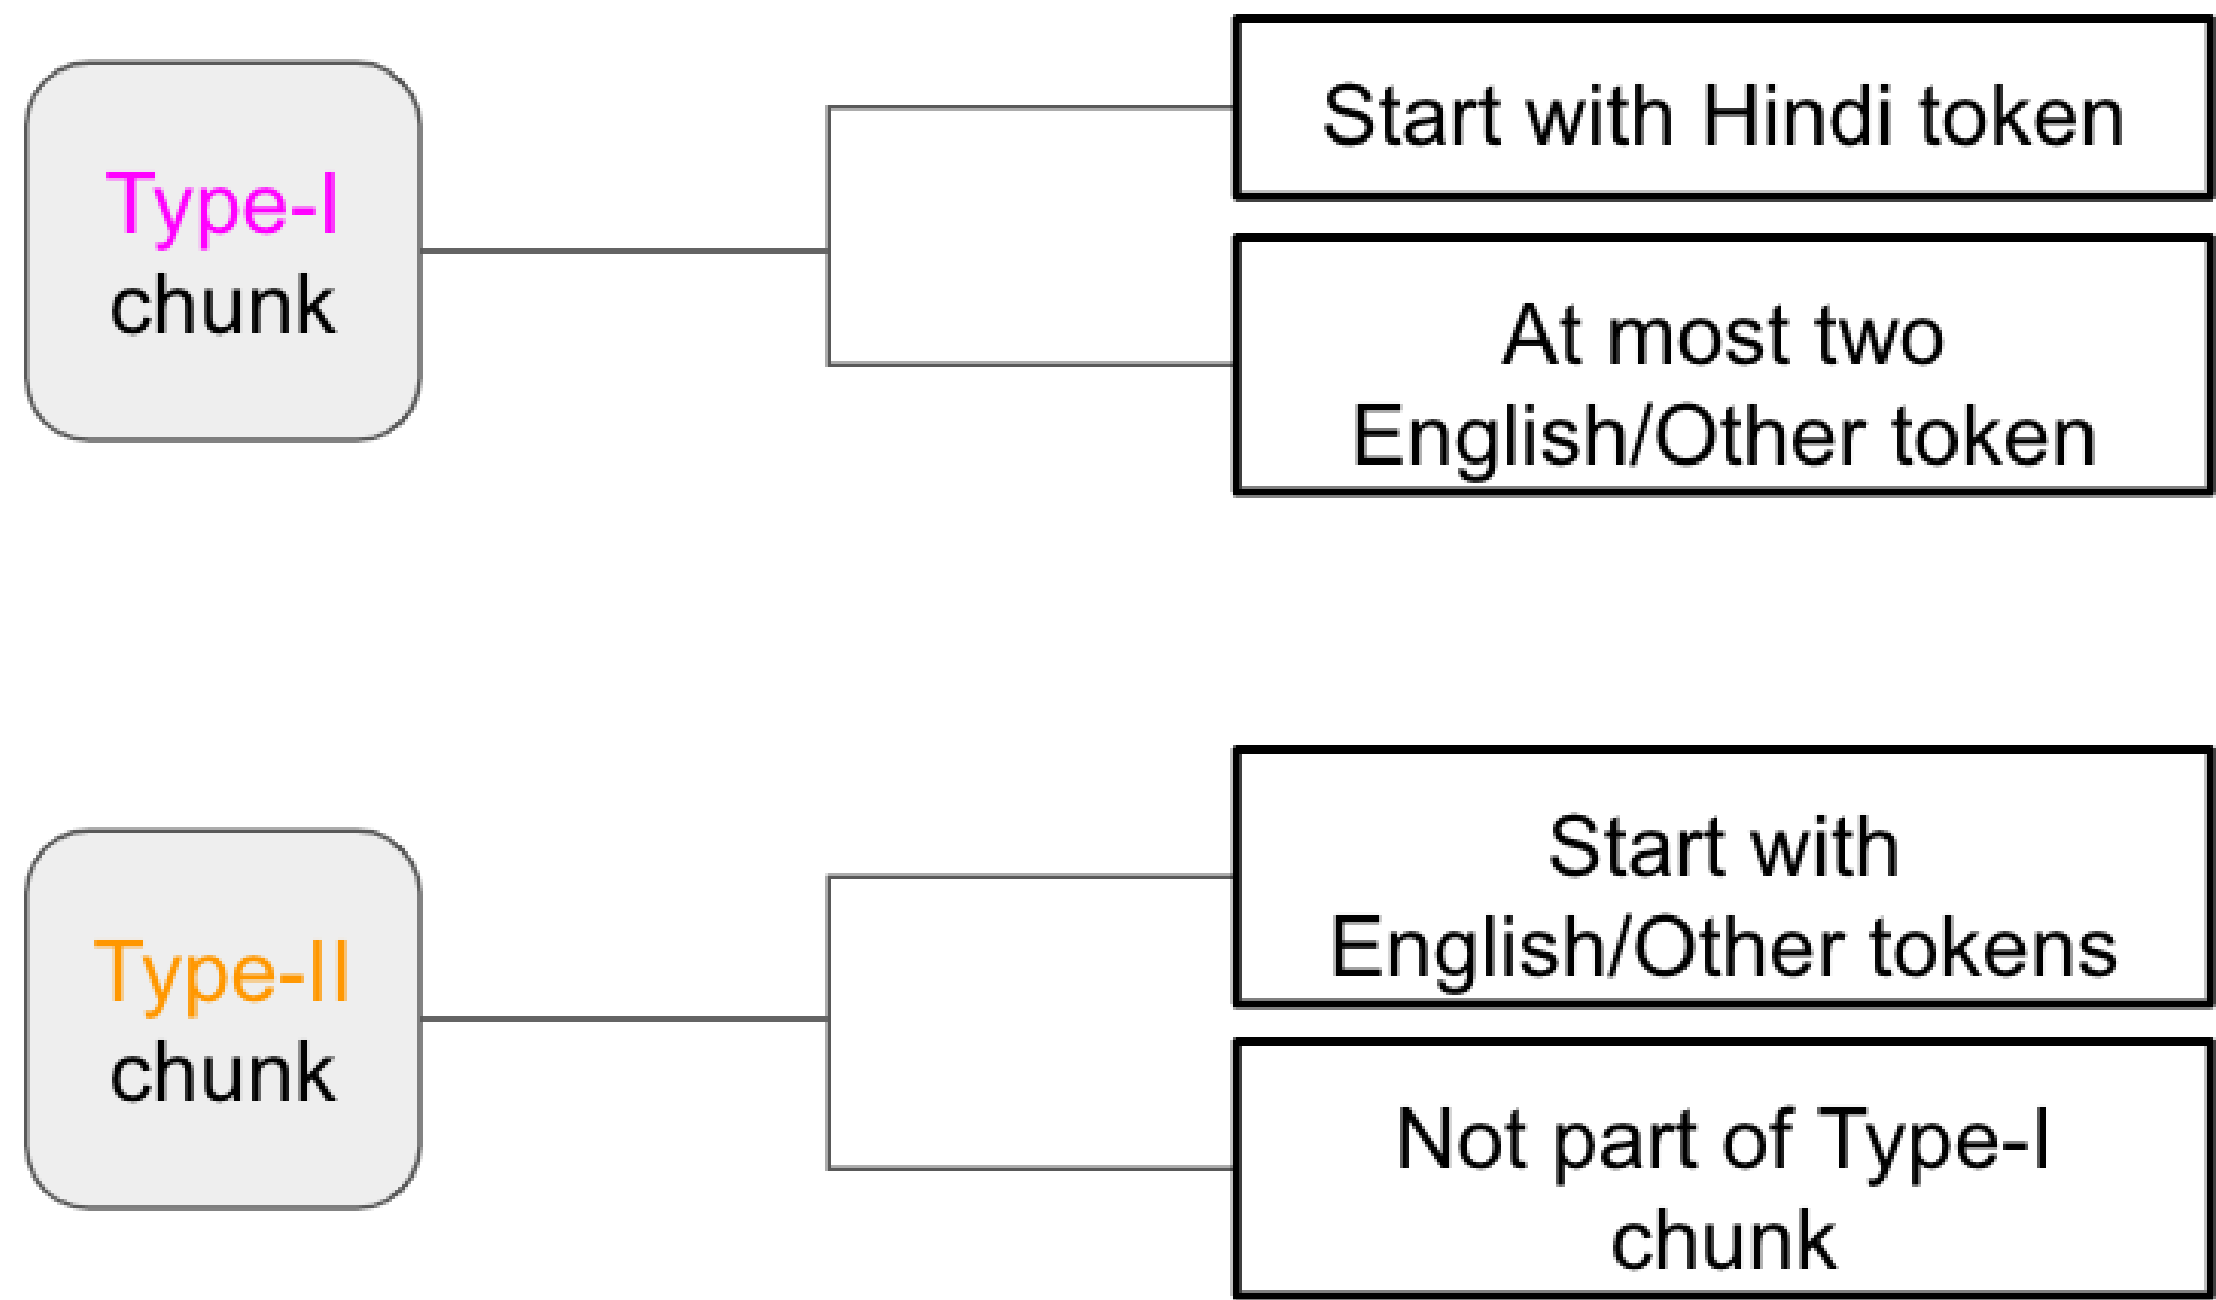 Type-I
chunk
Start with Hindi token
At most two
English/Other token
Type-II
chunk
Start with
English/Other tokens
Not part of Type-I
chunk